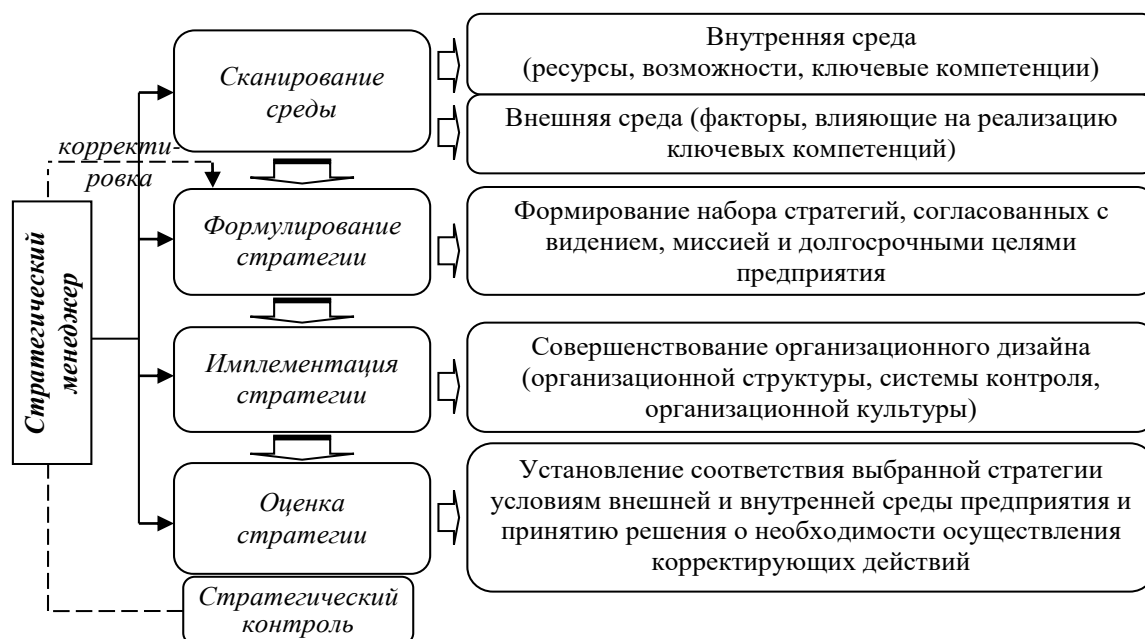 Сканирование
среды
Внутренняя среда
(ресурсы, возможности, ключевые компетенции)
Внешняя среда (факторы, влияющие на реализацию
ключевых компетенций)
корректи-
ровка
Стратегический
менеджер
Формулирование
стратегии
Формирование набора стратегий, согласованных с
видением, миссией и долгосрочными целями
предприятия
Имплементация
стратегии
Совершенствование организационного дизайна
(организационной структуры, системы контроля,
организационной культуры)
Оценка
стратегии
Установление соответствия выбранной стратегии
условиям внешней и внутренней среды предприятия и
принятию решения о необходимости осуществления
корректирующих действий
Стратегический
контроль